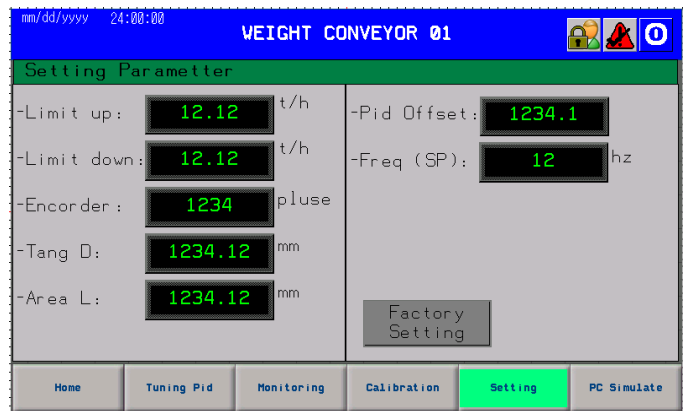 mm/dd/yyyy 24:00:00
WEIGHT CONVEYOR 01
Setting Parametter
-Limit up: 12.12 t/h
-Limit down: 12.12 t/h
-Encorder: 1234 pluse
-Tang D: 1234.12 mm
-Area L: 1234.12 mm
-Pid Offset: 1234.1
-Freq (SP): 12 hz
Factory
Setting
Home Tuning Pid Monitoring Calibration Setting PC Simulate